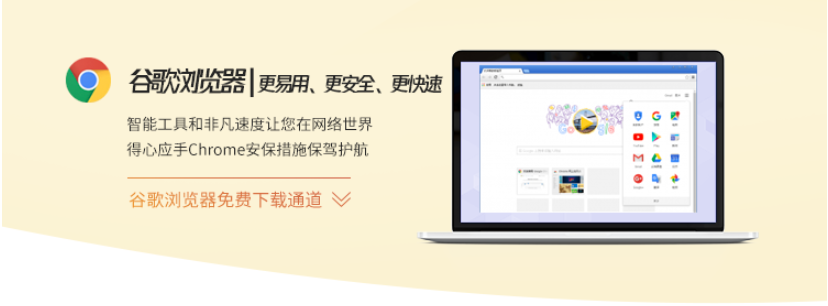 谷歌浏览器 | 更易用、更安全、更快速
智能工具和非凡速度让您在网络世界
得心应手Chrome安保措施保驾护航
谷歌浏览器免费下载通道
Google